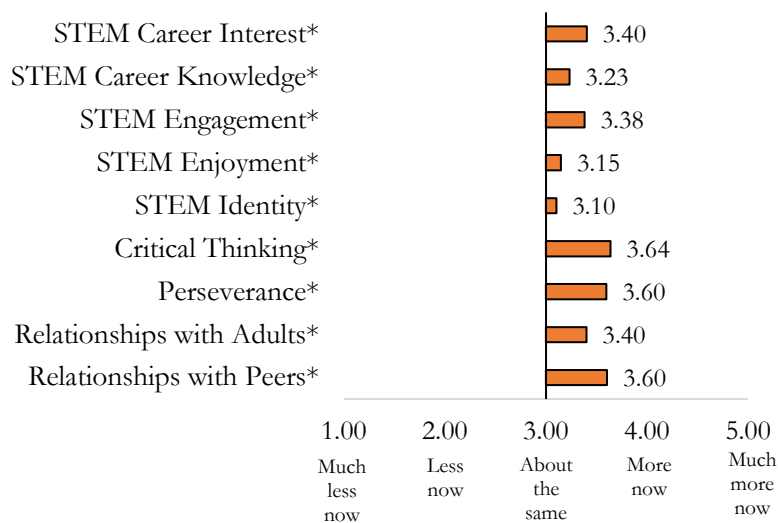 STEM Career Interest* 3.40
STEM Career Knowledge* 3.23
STEM Engagement* 3.38
STEM Enjoyment* 3.15
STEM Identity* 3.10
Critical Thinking* 3.64
Perseverance* 3.60
Relationships with Adults* 3.40
Relationships with Peers* 3.60
1.00 2.00 3.00 4.00 5.00
Much less now
Less now
About the same
More now
Much more now